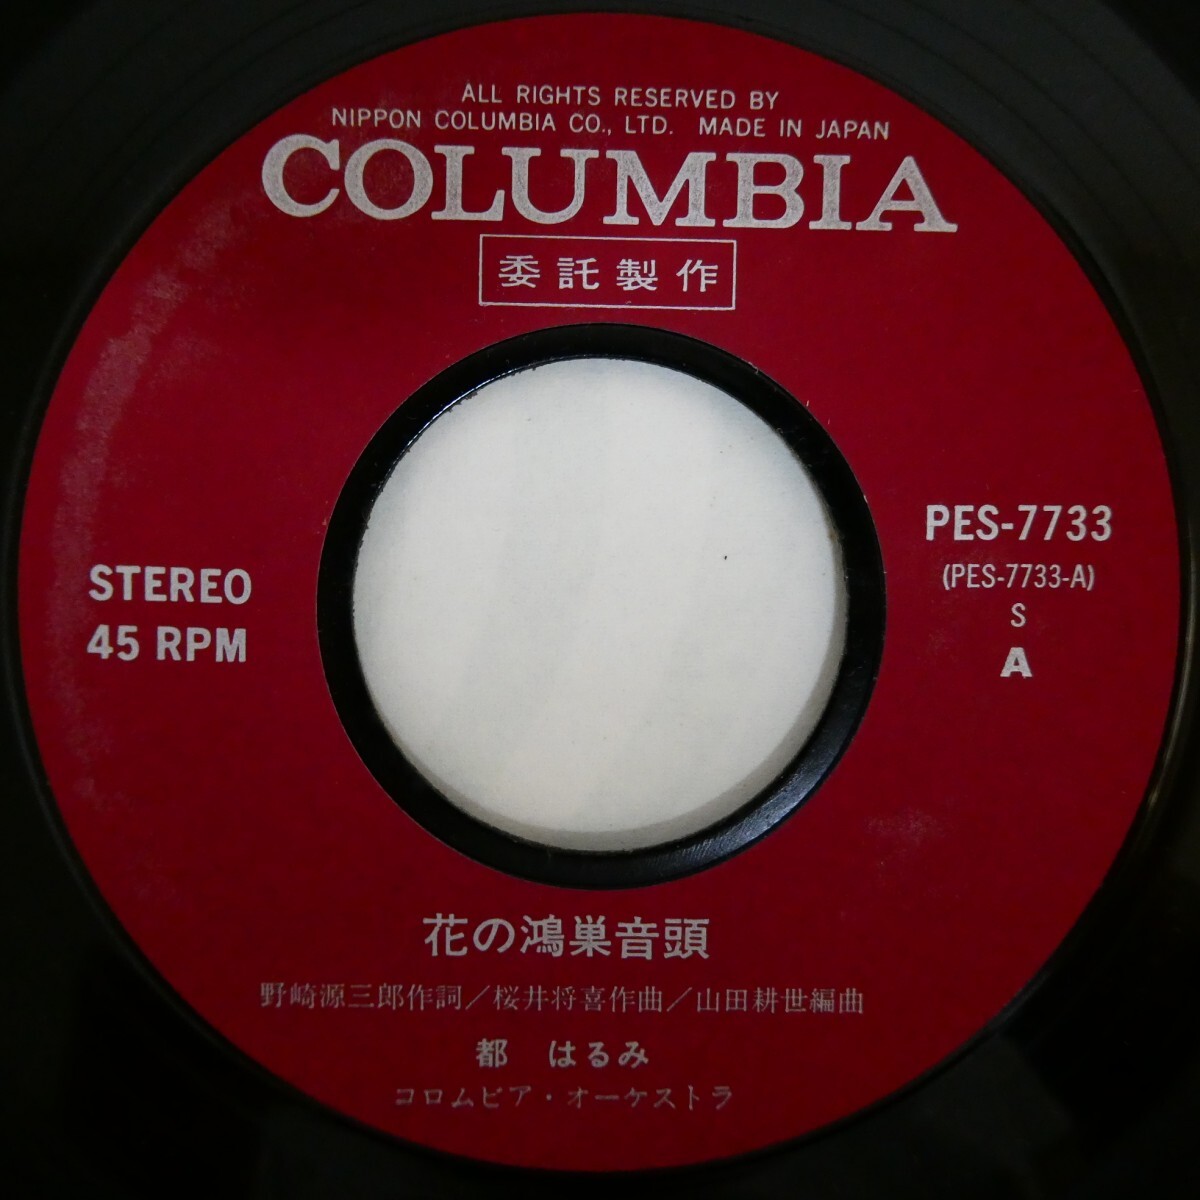 ALL RIGHTS RESERVED BY
NIPPON COLUMBIA CO., LTD. MADE IN JAPAN
COLUMBIA
委託製作
STEREO
45 RPM
PES-7733
(PES-7733-A)
S
A
花の鴻巣音頭
野崎源三郎作詞/桜井将喜作曲/山田耕世編曲
都 はるみ
コロムビア・オーケストラ